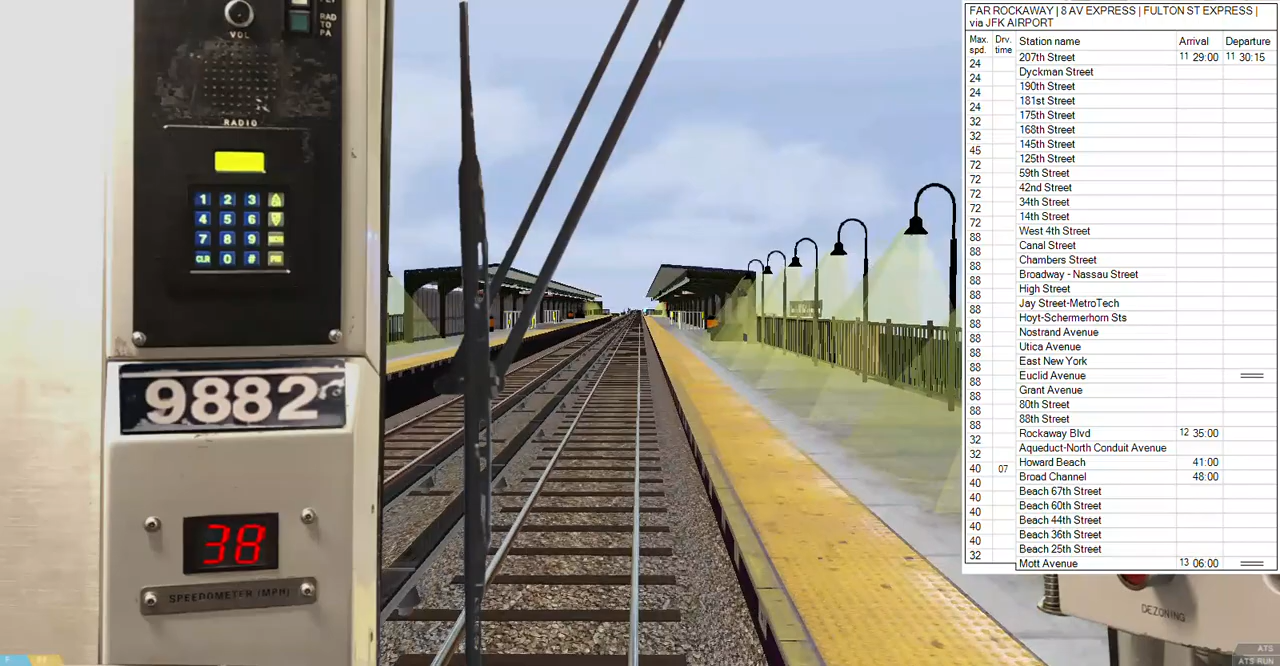 VOL
RAD
TO
PA
RADIO
1 2 3
4 5 6
7 8 9
CLR 0 #
9882
38
SPEEDOMETER (MPH)
FAR ROCKAWAY | 8 AV EXPRESS | FULTON ST EXPRESS |
via JFK AIRPORT
Max. spd. Drv. time Station name Arrival Departure
207th Street 11 29:00 11 30:15
24
Dyckman Street
24
190th Street
24
181st Street
24
175th Street
32
168th Street
32
145th Street
45
125th Street
72
59th Street
72
42nd Street
72
34th Street
72
14th Street
72
West 4th Street
88
Canal Street
88
Chambers Street
88
Broadway - Nassau Street
88
High Street
88
Jay Street-MetroTech
88
Hoyt-Schermerhorn Sts
88
Nostrand Avenue
88
Utica Avenue
88
East New York
88
Euclid Avenue
88
Grant Avenue
88
80th Street
88
88th Street
88
Rockaway Blvd 12 35:00
32
Aqueduct-North Conduit Avenue
32
Howard Beach 41:00
40 07
Broad Channel 48:00
40
Beach 67th Street
40
Beach 60th Street
40
Beach 44th Street
40
Beach 36th Street
40
Beach 25th Street
32
Mott Avenue 13 06:00
DEZONING
ATS
ATS RUN